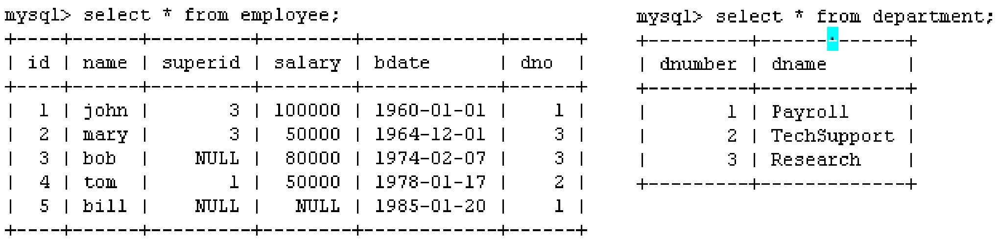 mysql> select * from employee;
+----+------+---------+--------+------------+------+
| id | name | superid | salary | bdate      | dno  |
+----+------+---------+--------+------------+------+
|  1 | john |       3 | 100000 | 1960-01-01 |    1 |
|  2 | mary |       3 |  50000 | 1964-12-01 |    3 |
|  3 | bob  |    NULL |  80000 | 1974-02-07 |    3 |
|  4 | tom  |       1 |  50000 | 1978-01-17 |    2 |
|  5 | bill |    NULL |   NULL | 1985-01-20 |    1 |
+----+------+---------+--------+------------+------+
mysql> select * from department;
+---------+-------------+
| dnumber | dname       |
+---------+-------------+
|       1 | Payroll     |
|       2 | TechSupport |
|       3 | Research    |
+---------+-------------+